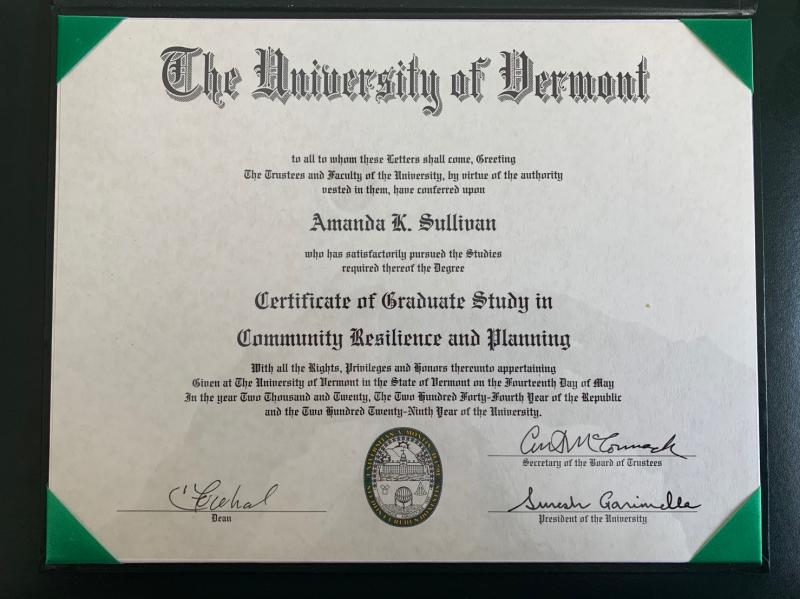 The University of Vermont
to all to whom these Letters shall come, Greeting
The Trustees and Faculty of the University, by virtue of the authority
vested in them, have conferred upon
Amanda K. Sullivan
who has satisfactorily pursued the Studies
required thereof the Degree
Certificate of Graduate Study in
Community Resilience and Planning
With all the Rights, Privileges and Honors thereunto appertaining
Given at The University of Vermont in the State of Vermont on the Fourteenth Day of May
In the year Two Thousand and Twenty, The Two Hundred Forty-Fourth Year of the Republic
and the Two Hundred Twenty-Ninth Year of the University.
Secretary of the Board of Trustees
Suresh Garimella
Dean
President of the University